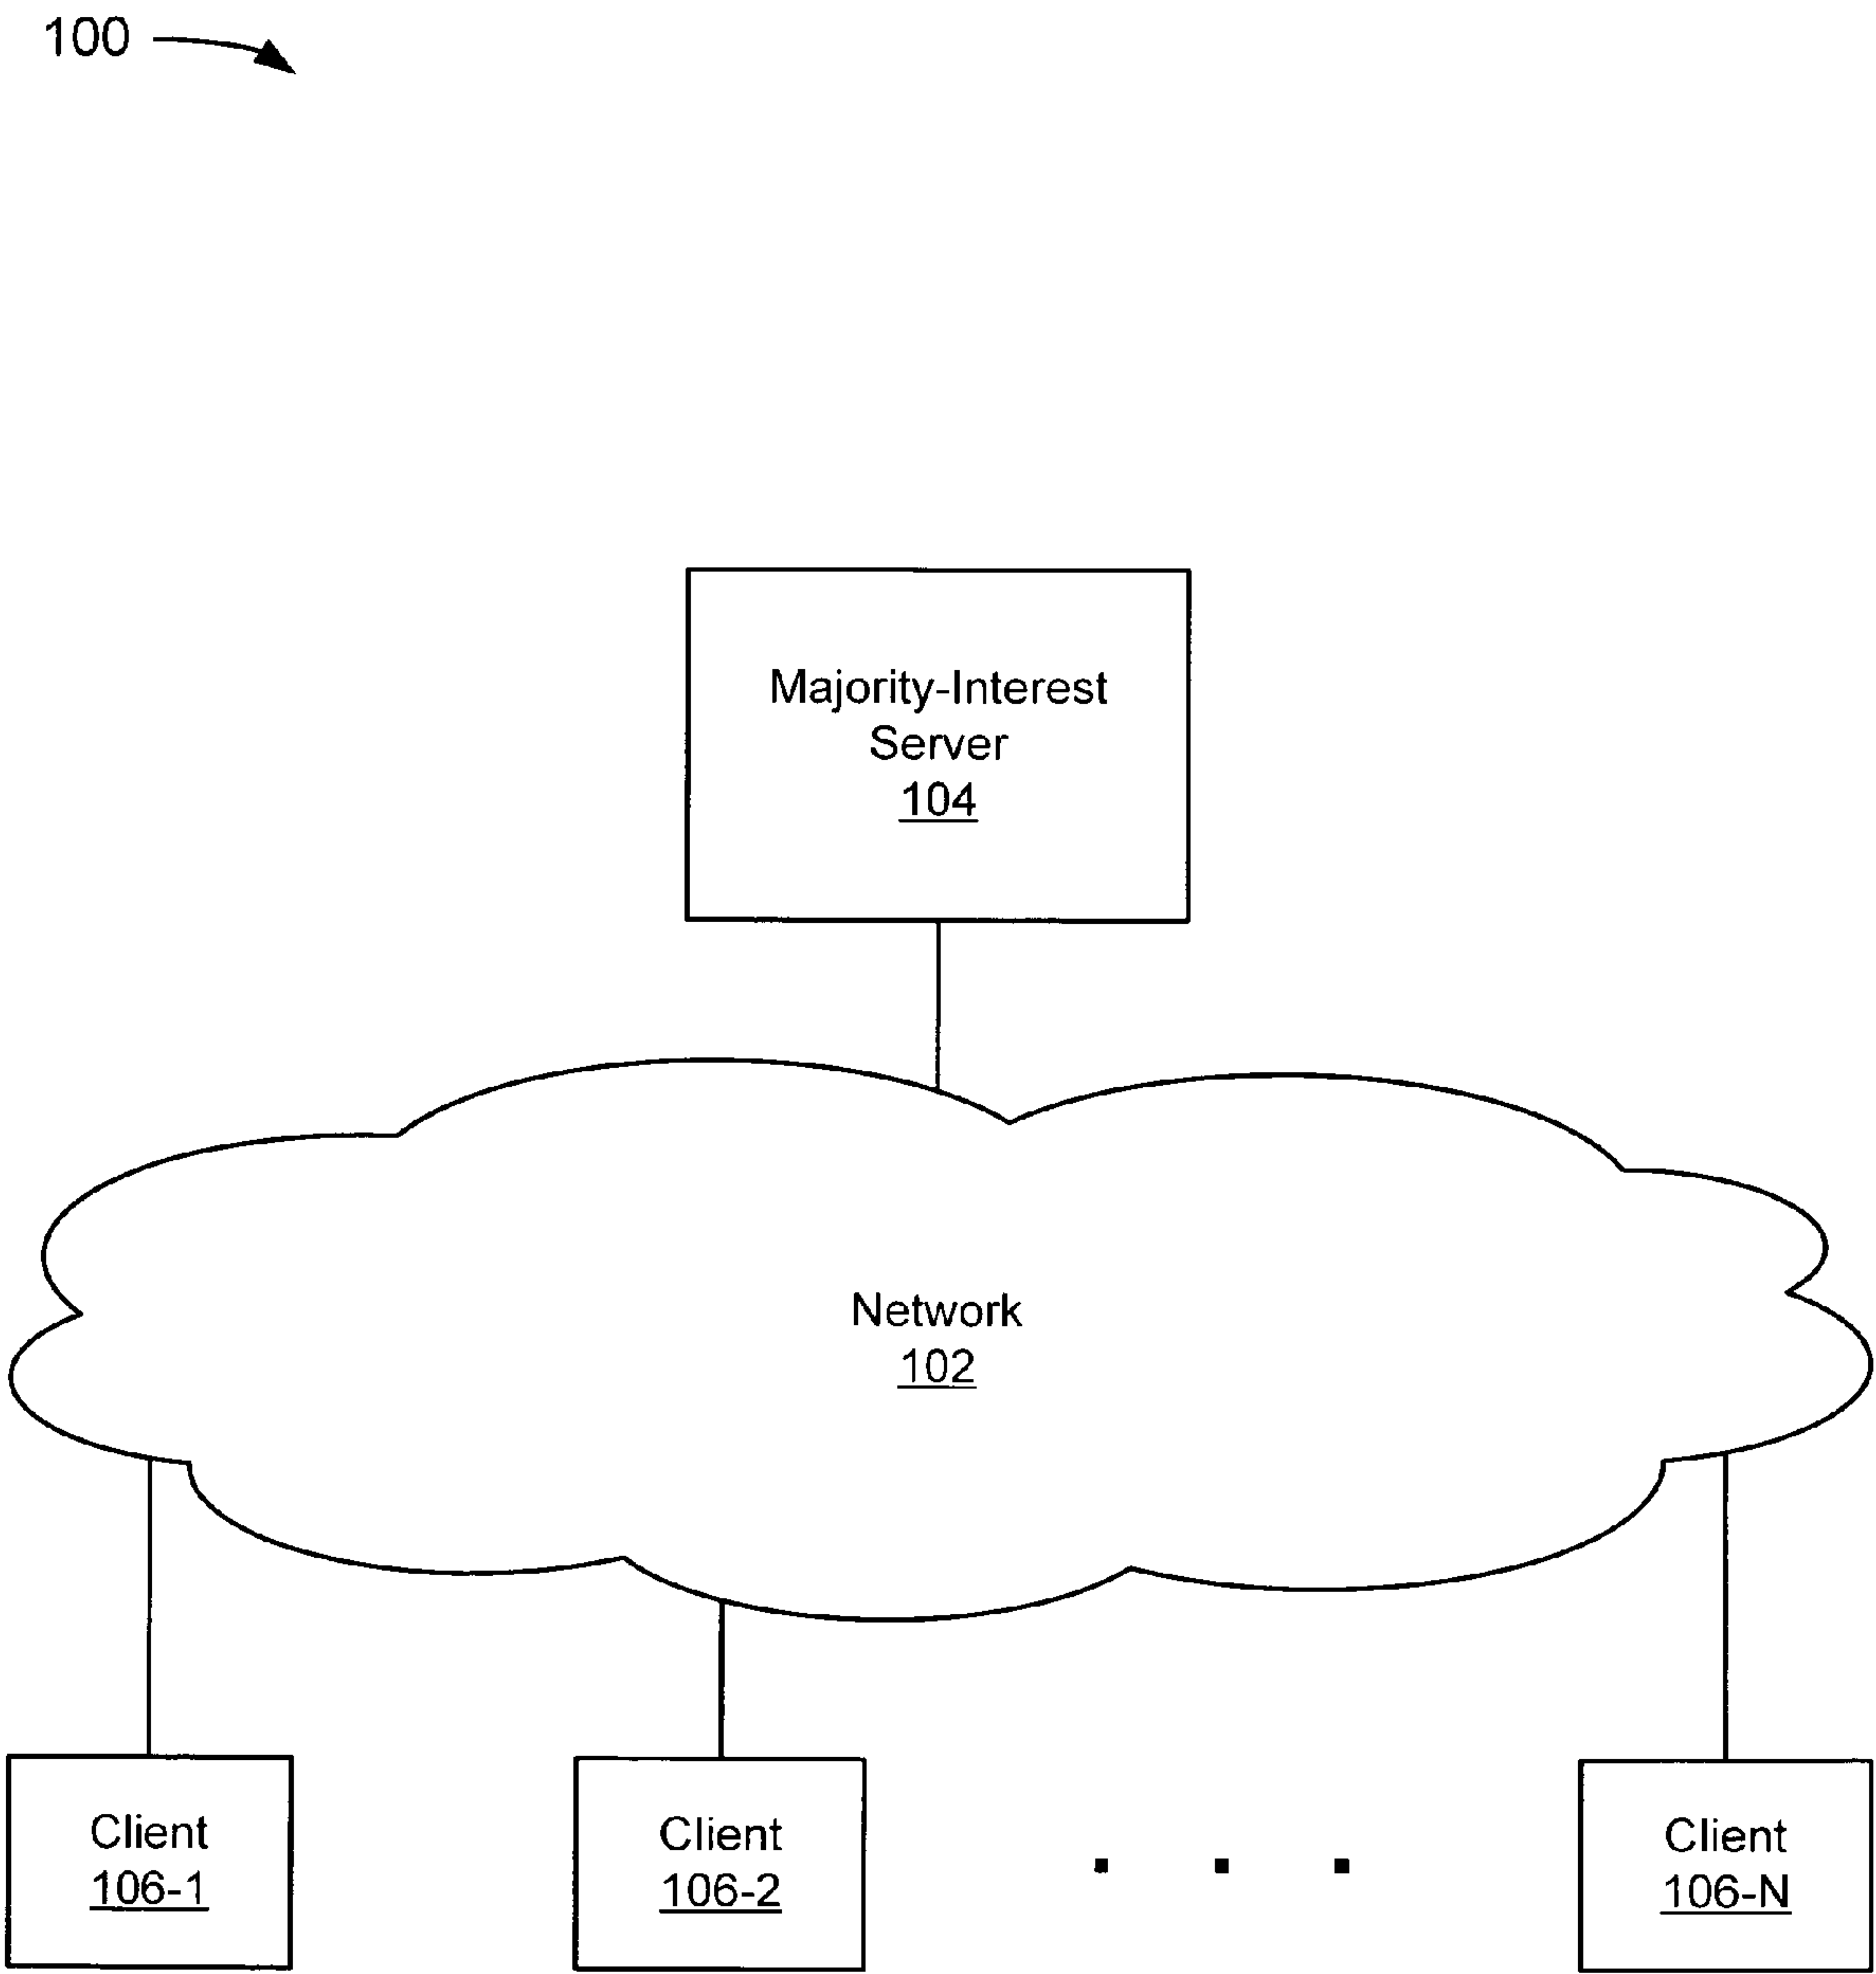 100
Majority-Interest
Server
104
Network
102
Client
106-1
Client
106-2
Client
106-N